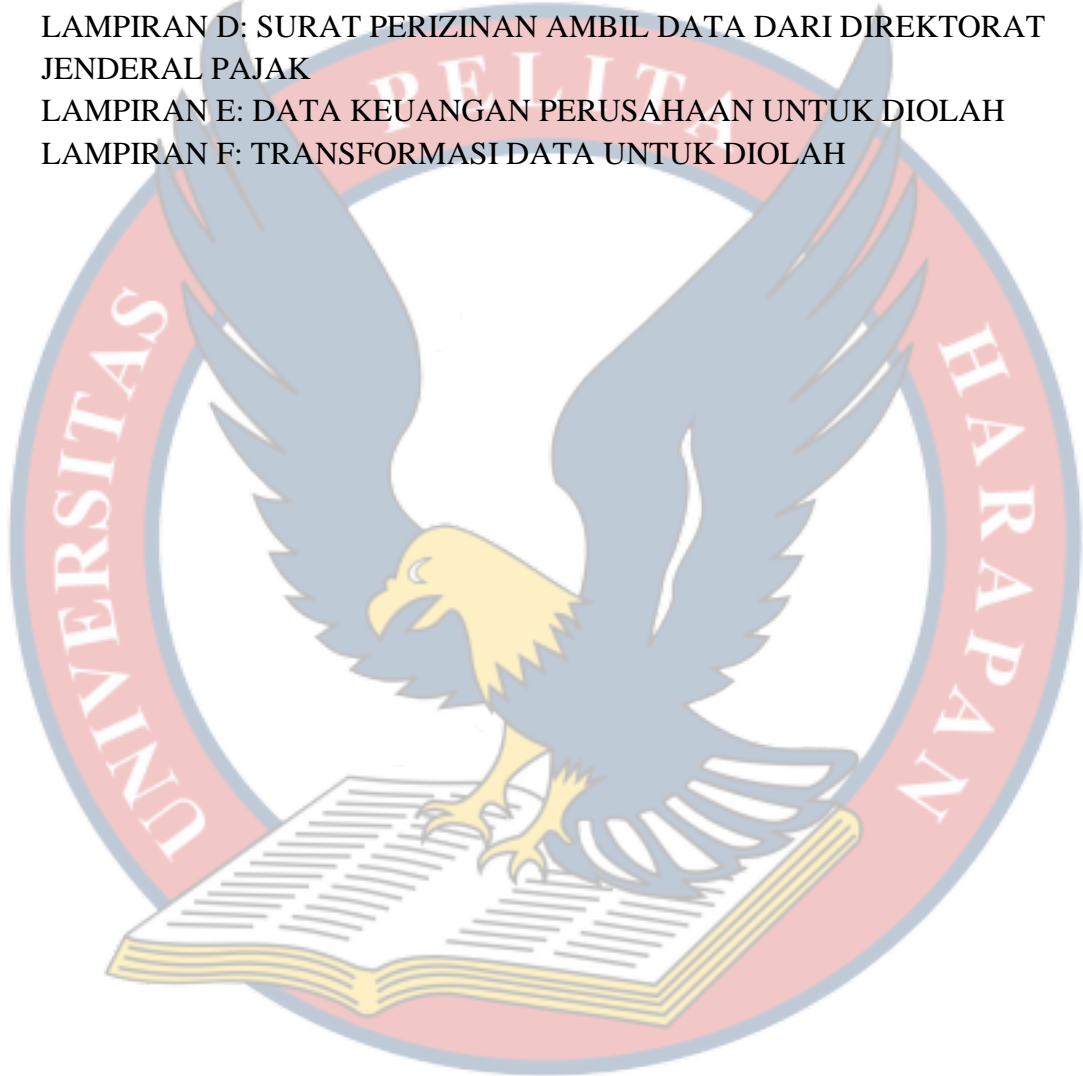 LAMPIRAN D: SURAT PERIZINAN AMBIL DATA DARI DIREKTORAT
JENDERAL PAJAK
LAMPIRAN E: DATA KEUANGAN PERUSAHAAN UNTUK DIOLAH
LAMPIRAN F: TRANSFORMASI DATA UNTUK DIOLAH
UNIVERSITAS
PELITA
HARAPAN